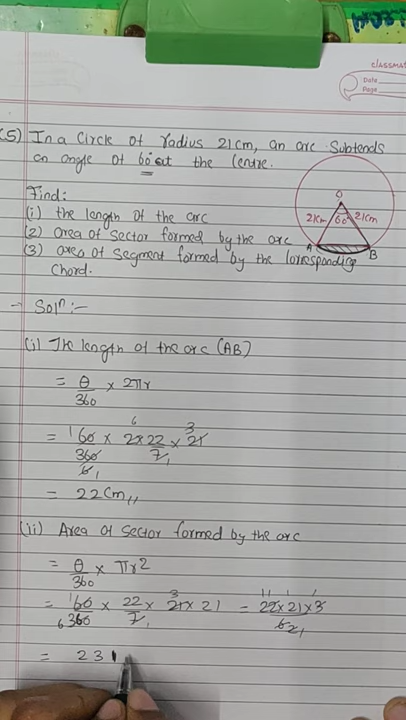 CLASSMATE
Date
Page
(5) In a Circle of radius 21cm, an arc Subtends
an angle of 60° at the Centre.
Find:
(i) the length of the arc
(2) area of Sector formed by the arc
(3) area of Segment formed by the Corresponding
Chord.
O
21cm 60° 21cm
A B
→ Solⁿ:-
(i) The length of the arc (AB)
= θ/360 × 2πr
= 60/360 × 2×22/7 × 21
= 22cm
(ii) Area of Sector formed by the arc
= θ/360 × πr2
= 60/360 × 22/7 × 21×21 = 22×21×3/6
= 231